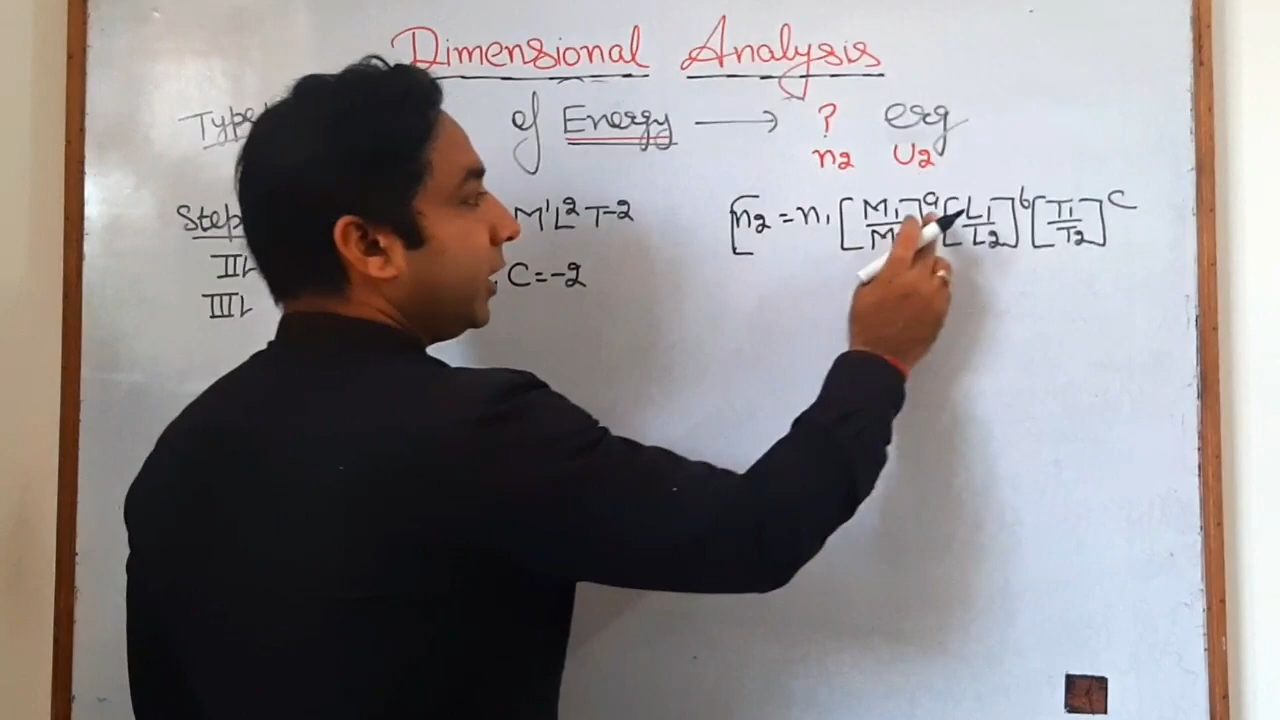 Dimensional Analysis
Type of Energy → ? erg
n2 U2
Step M¹L²T-2 n2 = n1 [M1/M]ᵃ [L1/L2]ᵇ [T1/T2]ᶜ
II C=-2
III